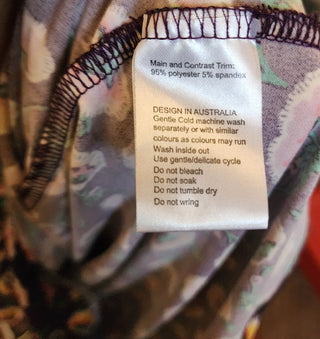 Main and Contrast Trim:
95% polyester 5% spandex
DESIGN IN AUSTRALIA
Gentle Cold machine wash
separately or with similar
colours as colours may run
Wash inside out
Use gentle/delicate cycle
Do not bleach
Do not soak
Do not tumble dry
Do not wring